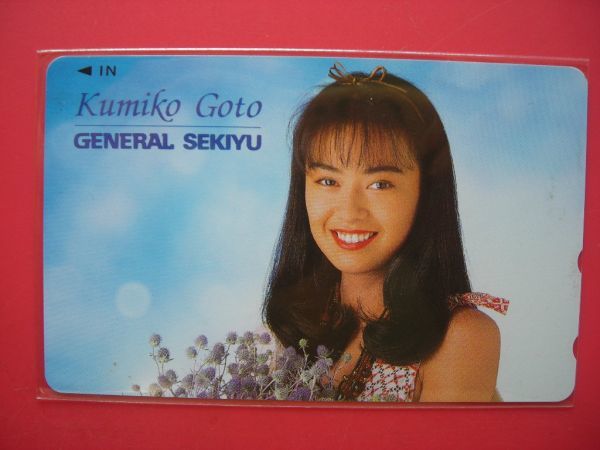 ◀ IN
Kumiko Goto
GENERAL SEKIYU